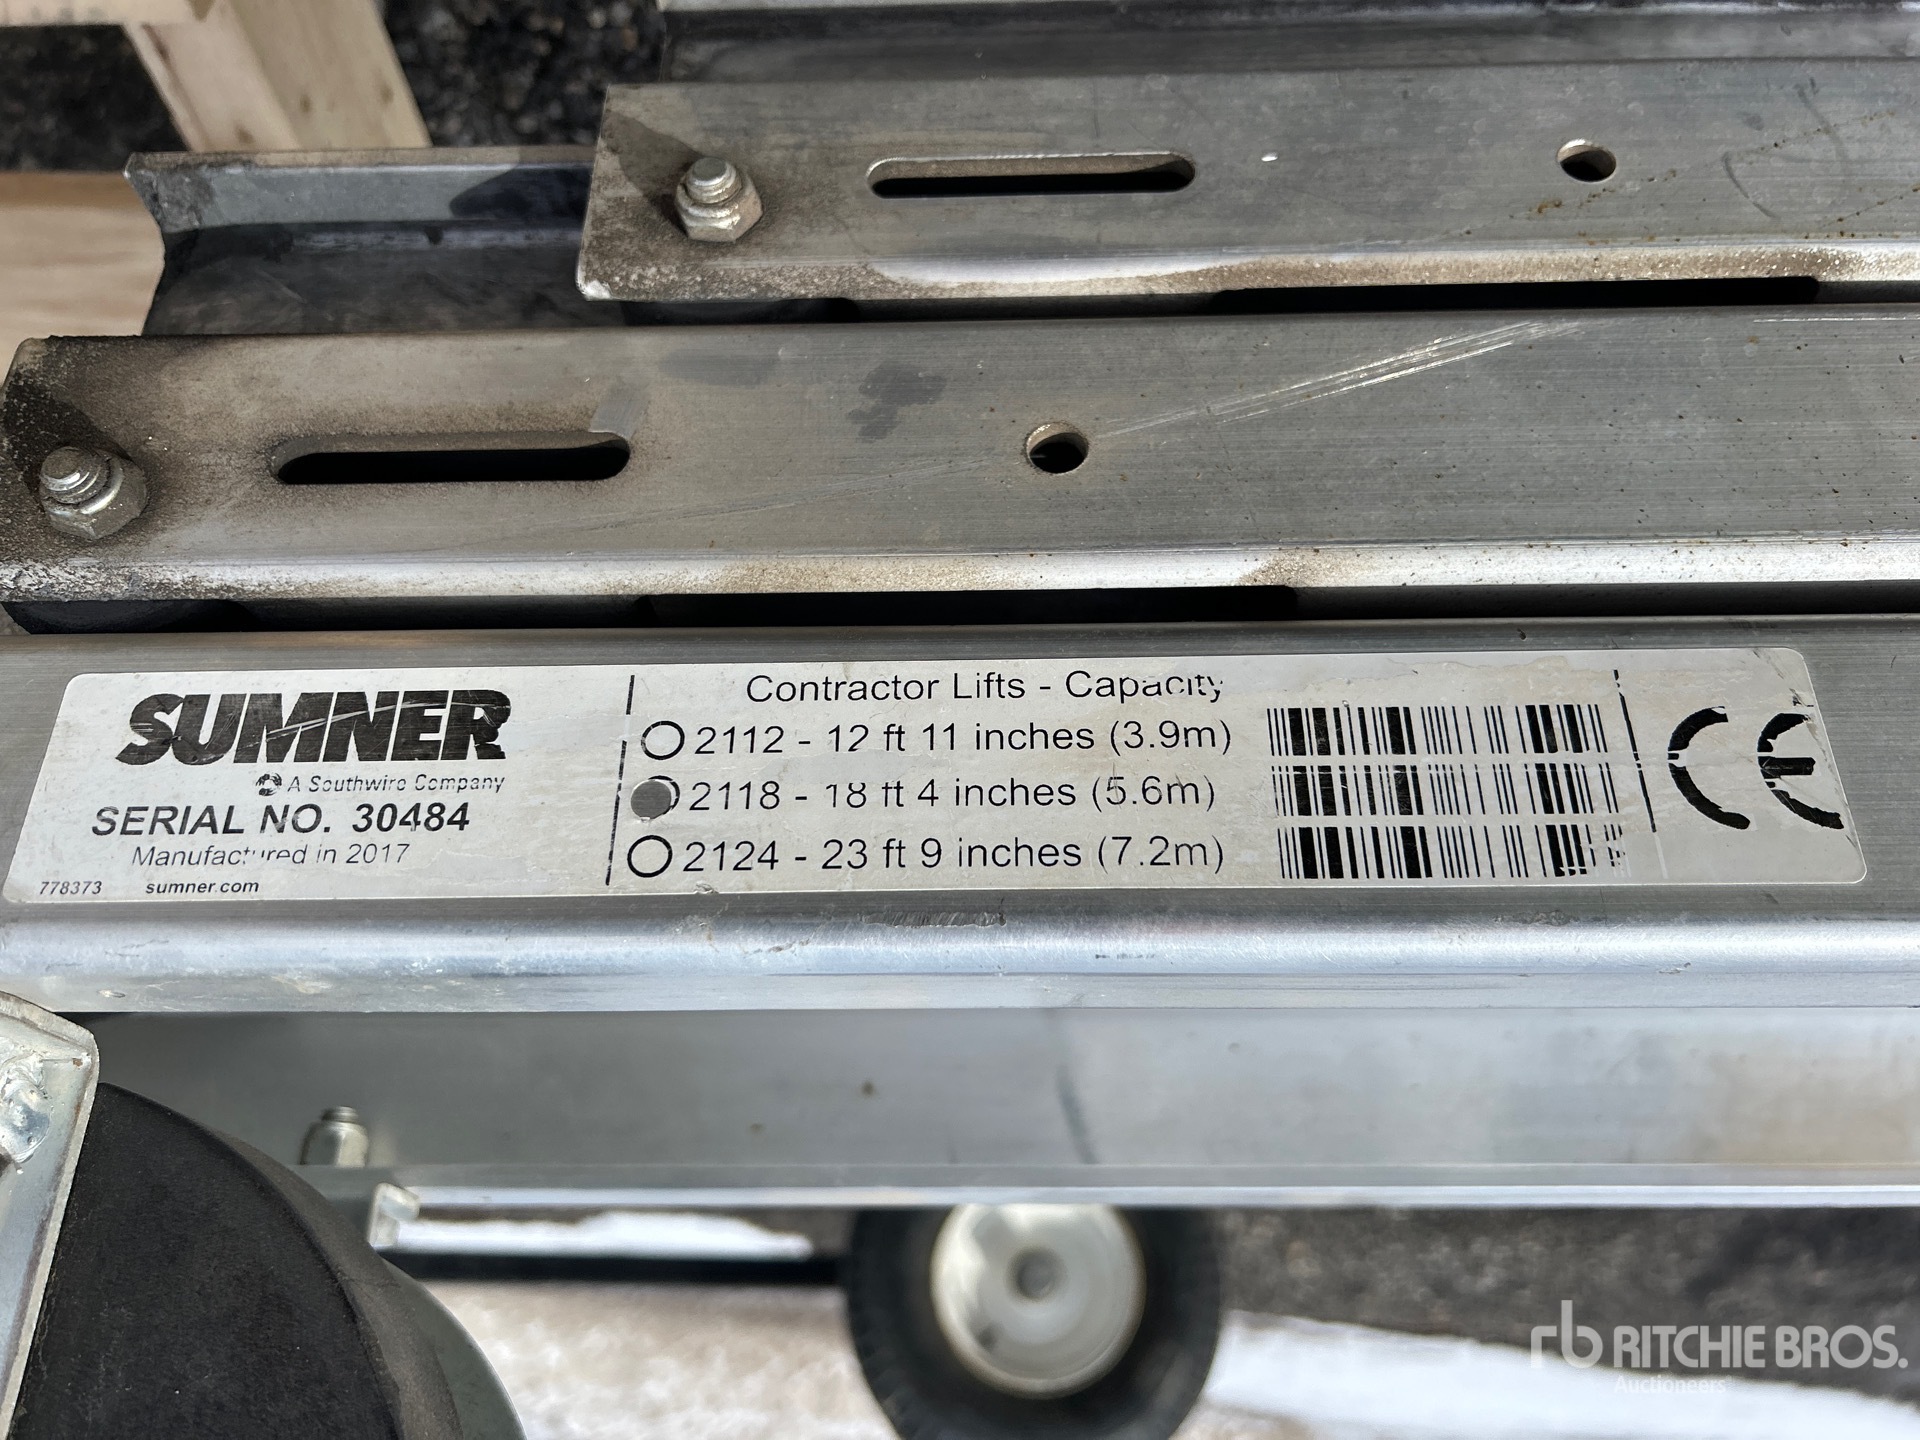 SUMNER
A Southwire Company
SERIAL NO. 30484
Manufactured in 2017
778373 sumner.com
Contractor Lifts - Capacity
2112 - 12 ft 11 inches (3.9m)
2118 - 18 ft 4 inches (5.6m)
2124 - 23 ft 9 inches (7.2m)
CE
rb RITCHIE BROS.
Auctioneers